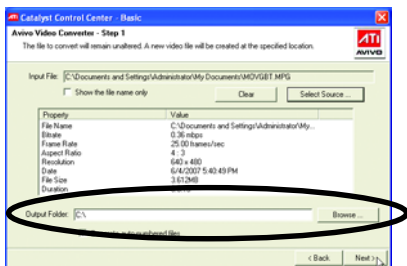 Catalyst Control Center - Basic
Avivo Video Converter - Step 1
The file to convert will remain unaltered. A new video file will be created at the specified location.
ATI
AVIVO
Input File: C:\Documents and Settings\Administrator\My Documents\MOVGBT.MPG
Show the file name only
Clear
Select Source ...
Property Value
File Name C:\Documents and Settings\Administrator\My...
Bitrate 0.36 mbps
Frame Rate 25.00 frames/sec
Aspect Ratio 4 : 3
Resolution 640 x 480
Date 6/4/2007 5:40:49 PM
File Size 3.612MB
Duration
Output Folder: C:\
Browse ...
auto numbered files
< Back
Next >